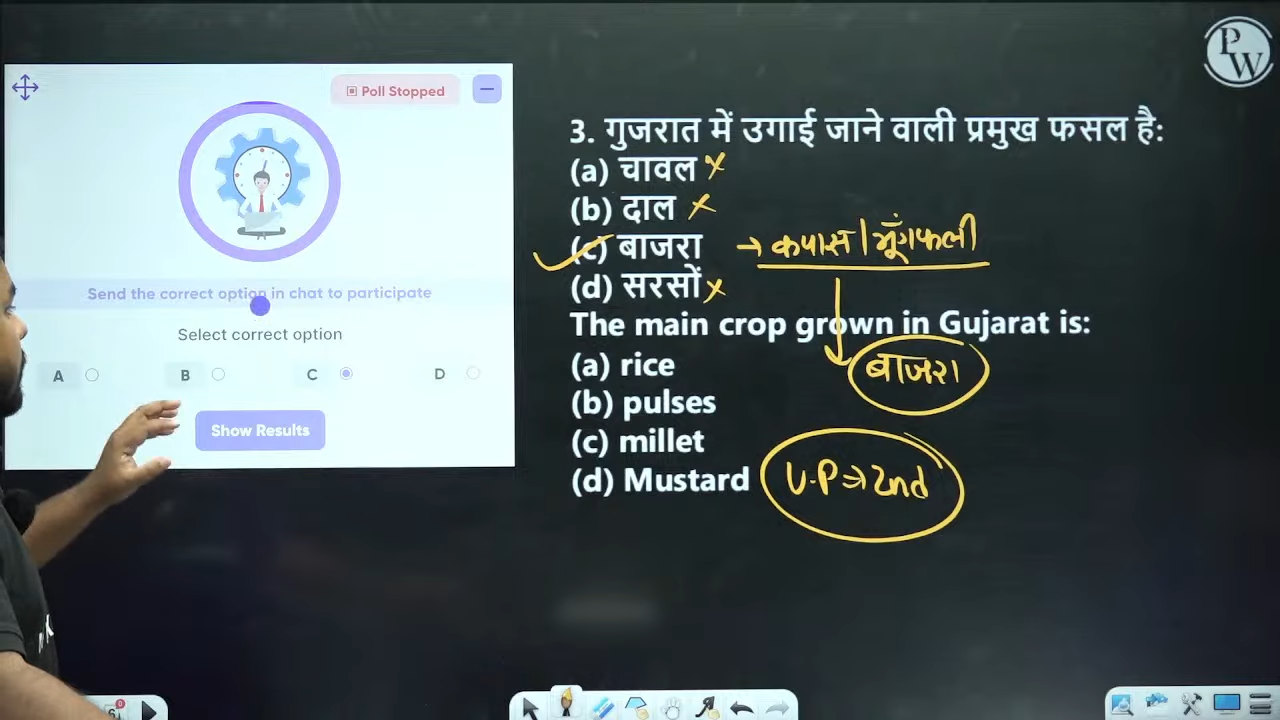 PW
Poll Stopped
Send the correct option in chat to participate
Select correct option
A B C D
Show Results
3. गुजरात में उगाई जाने वाली प्रमुख फसल है:
(a) चावल ×
(b) दाल ×
(c) बाजरा → कपास / मूँगफली
(d) सरसों ×
The main crop grown in Gujarat is:
(a) rice
बाजरा
(b) pulses
(c) millet
(d) Mustard
U.P → 2nd